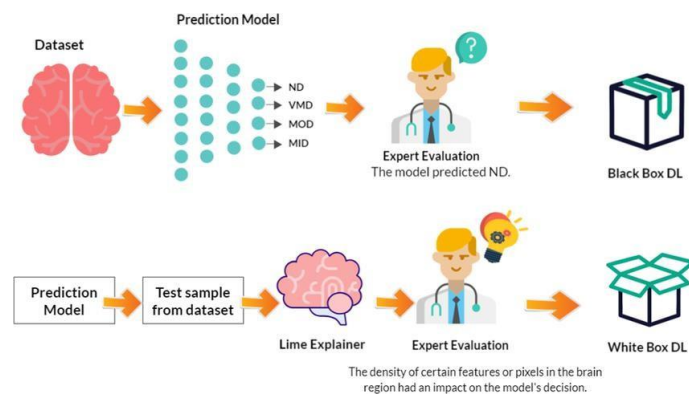 Prediction Model
Dataset
ND
VMD
MOD
MID
?
Expert Evaluation
The model predicted ND.
Black Box DL
Prediction
Model
Test sample
from dataset
Lime Explainer
Expert Evaluation
White Box DL
The density of certain features or pixels in the brain
region had an impact on the model's decision.